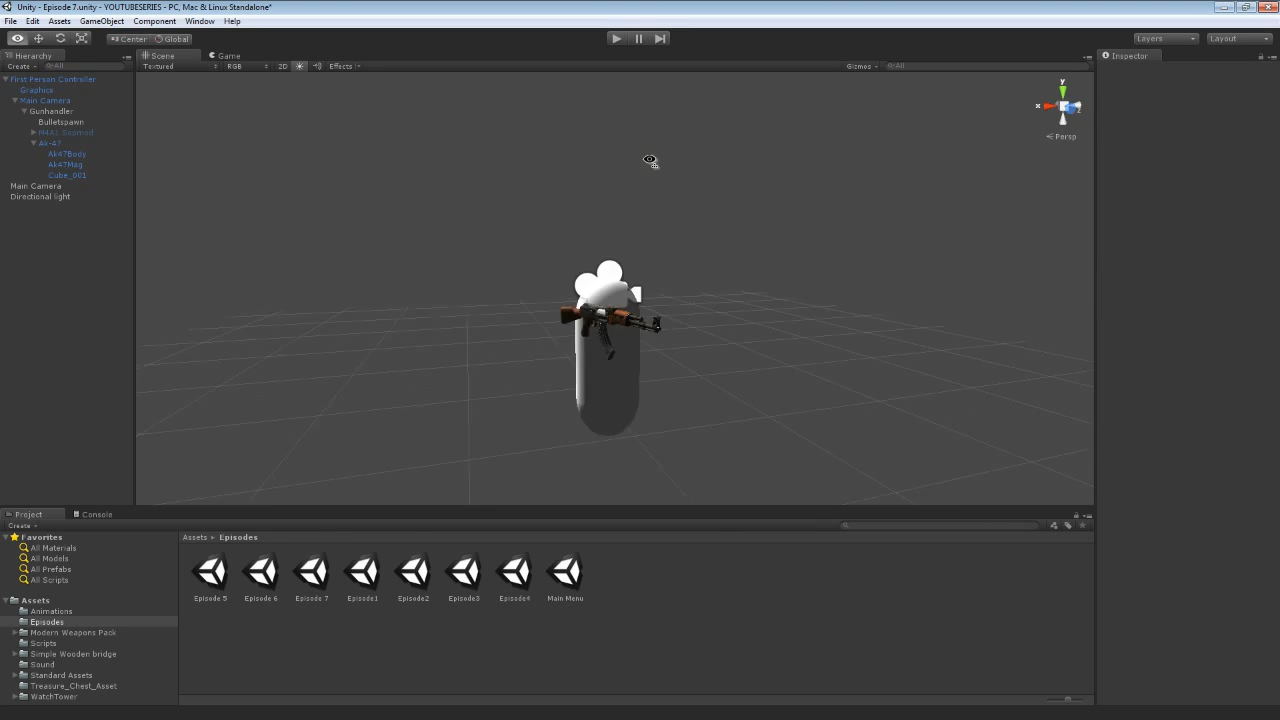 Unity - Episode 7.unity - YOUTUBESERIES - PC, Mac & Linux Standalone*
File Edit Assets GameObject Component Window Help
Center Global Layers Layout
Hierarchy Scene Game Inspector
Create All Textured RGB 2D Effects Gizmos All
First Person Controller
Graphics
Main Camera
Gunhandler
Bulletspawn
M4A1 Sopmod
Ak-47
Ak47Body
Ak47Mag
Cube_001
Main Camera
Directional light
y
x
z
Persp
Project Console
Create
Favorites
All Materials
All Models
All Prefabs
All Scripts
Assets
Animations
Episodes
Modern Weapons Pack
Scripts
Simple Wooden bridge
Sound
Standard Assets
Treasure_Chest_Asset
WatchTower
Assets Episodes
Episode 5 Episode 6 Episode 7 Episode1 Episode2 Episode3 Episode4 Main Menu